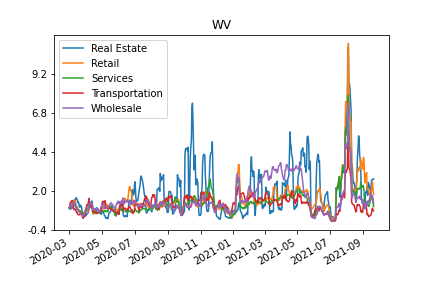 WV
Real Estate
Retail
Services
Transportation
Wholesale
9.2
6.8
4.4
2.0
-0.4
2020-03
2020-05
2020-07
2020-09
2020-11
2021-01
2021-03
2021-05
2021-07
2021-09